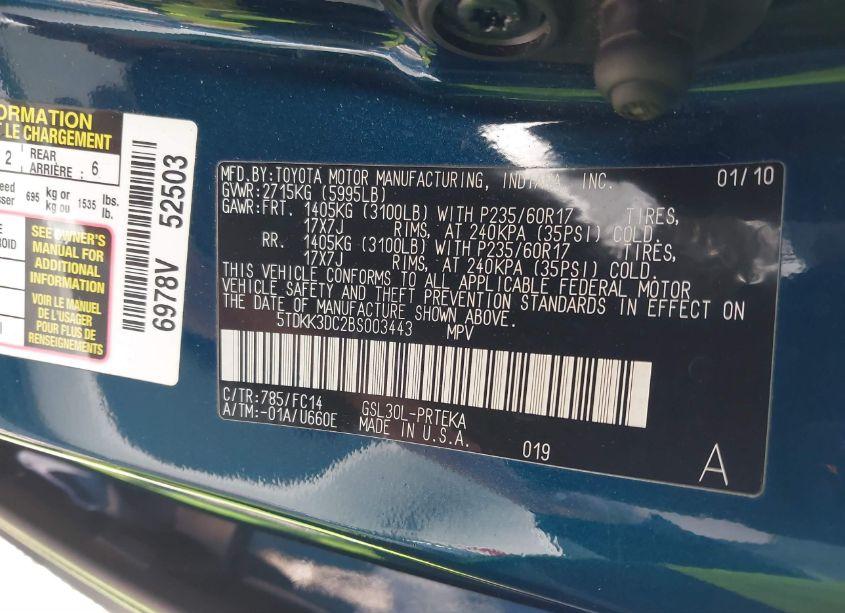 ORMATION
T LE CHARGEMENT
2 REAR ARRIÈRE : 6
695 kg or kg ou 1535 lbs. lb.
SEE OWNER'S
MANUAL FOR
ADDITIONAL
INFORMATION
VOIR LE MANUEL
DE L'USAGER
POUR PLUS DE
RENSEIGNEMENTS
6978V 52503
MFD.BY:TOYOTA MOTOR MANUFACTURING, INDIANA, INC. 01/10
GVWR:2715KG (5995LB)
GAWR:FRT. 1405KG (3100LB) WITH P235/60R17 TIRES,
17X7J RIMS, AT 240KPA (35PSI) COLD.
RR. 1405KG (3100LB) WITH P235/60R17 TIRES,
17X7J RIMS, AT 240KPA (35PSI) COLD.
THIS VEHICLE CONFORMS TO ALL APPLICABLE FEDERAL MOTOR
VEHICLE SAFETY AND THEFT PREVENTION STANDARDS IN EFFECT ON
THE DATE OF MANUFACTURE SHOWN ABOVE.
5TDKK3DC2BS003443 MPV
C/TR:785/FC14 GSL30L-PRTEKA
A/TM:-01A/U660E MADE IN U.S.A.
019
A